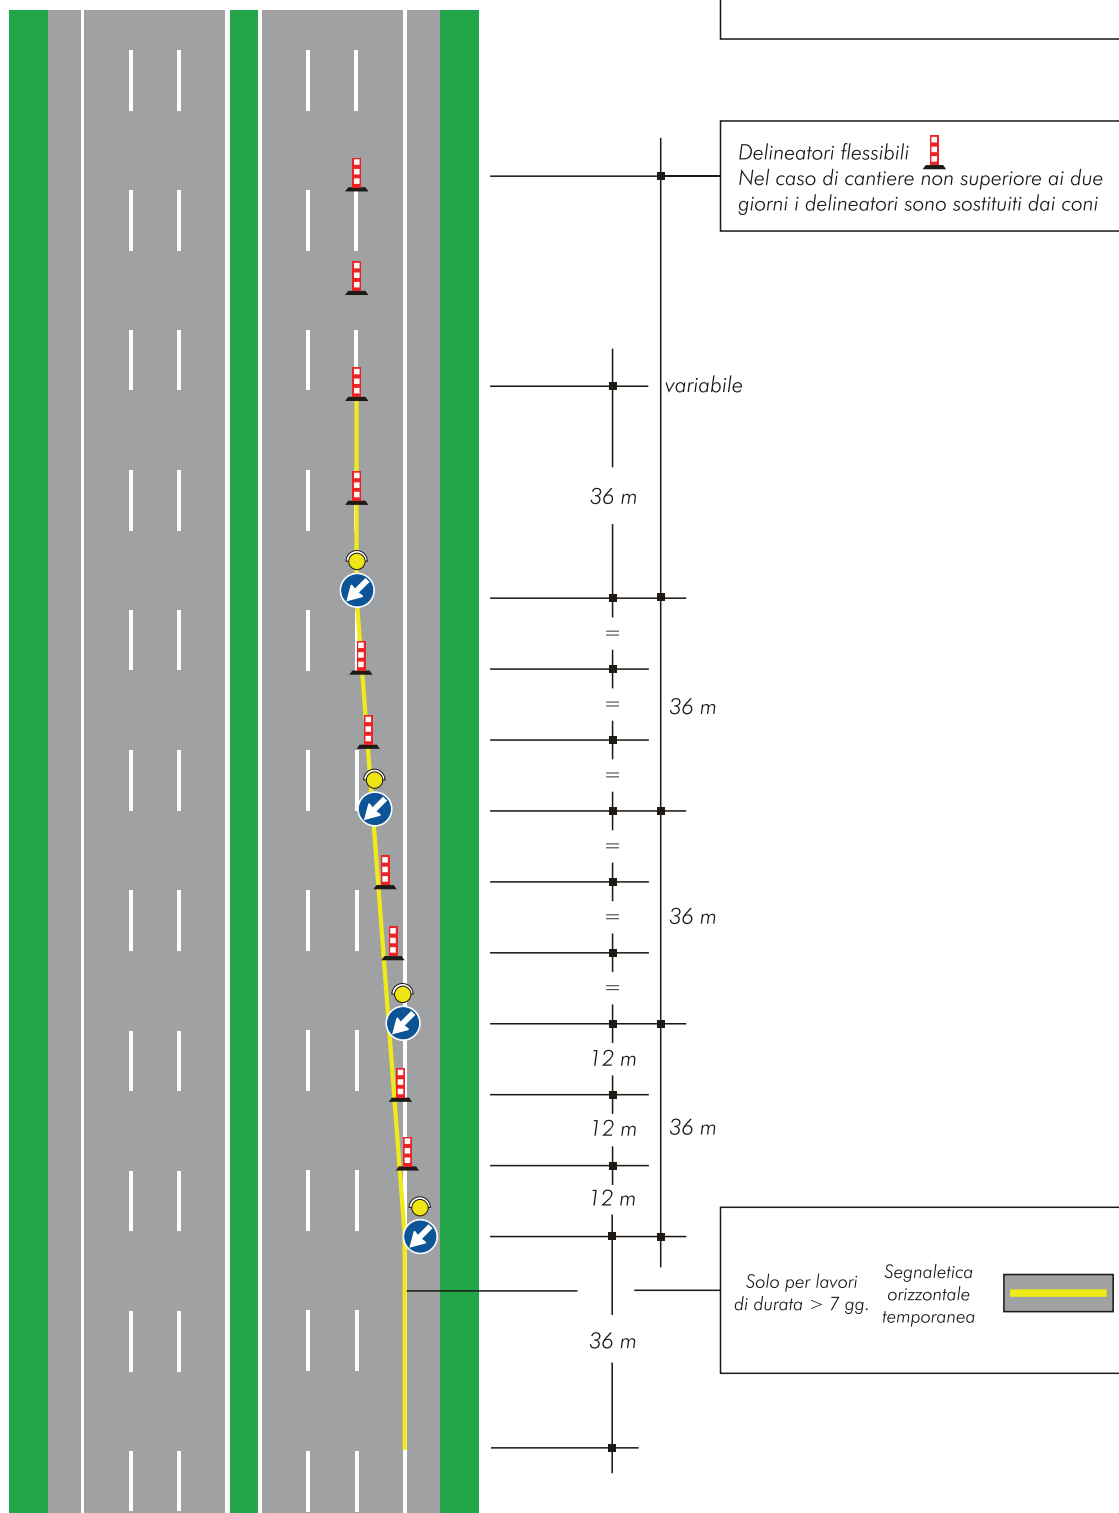 Delineatori flessibili
Nel caso di cantiere non superiore ai due
giorni i delineatori sono sostituiti dai coni
variabile
36 m
=
=
36 m
=
=
=
36 m
=
12 m
12 m
36 m
12 m
Solo per lavori
di durata > 7 gg.
Segnaletica
orizzontale
temporanea
36 m